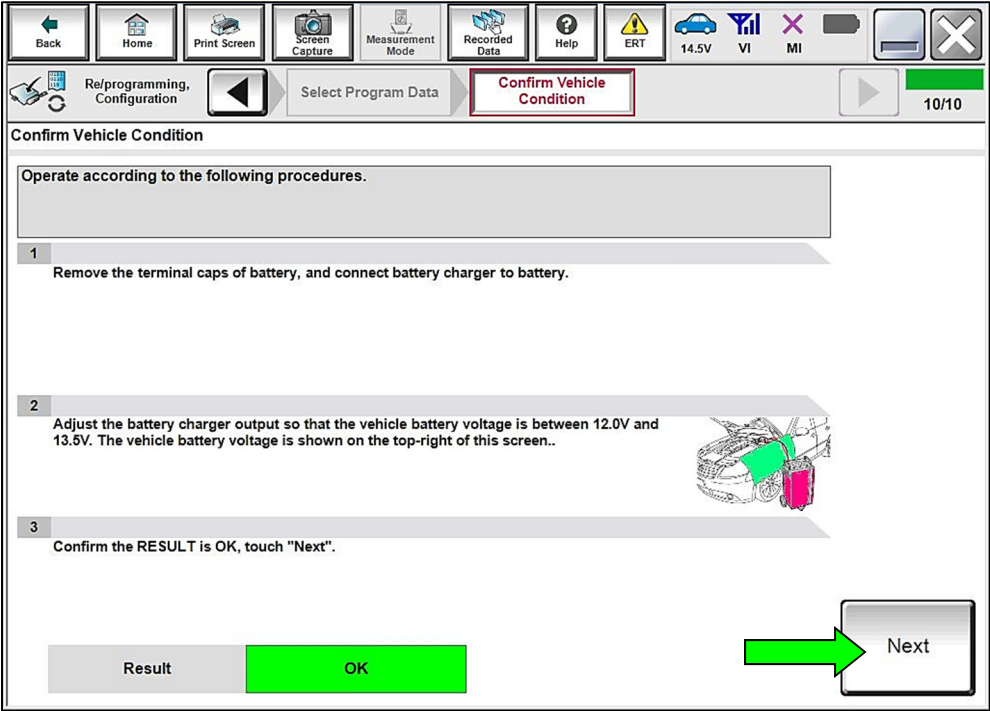 Back
Home
Print Screen
Screen
Capture
Measurement
Mode
Recorded
Data
Help
ERT
14.5V
VI
MI
Re/programming,
Configuration
Select Program Data
Confirm Vehicle
Condition
10/10
Confirm Vehicle Condition
Operate according to the following procedures.
1
Remove the terminal caps of battery, and connect battery charger to battery.
2
Adjust the battery charger output so that the vehicle battery voltage is between 12.0V and
13.5V. The vehicle battery voltage is shown on the top-right of this screen..
3
Confirm the RESULT is OK, touch "Next".
Result
OK
Next